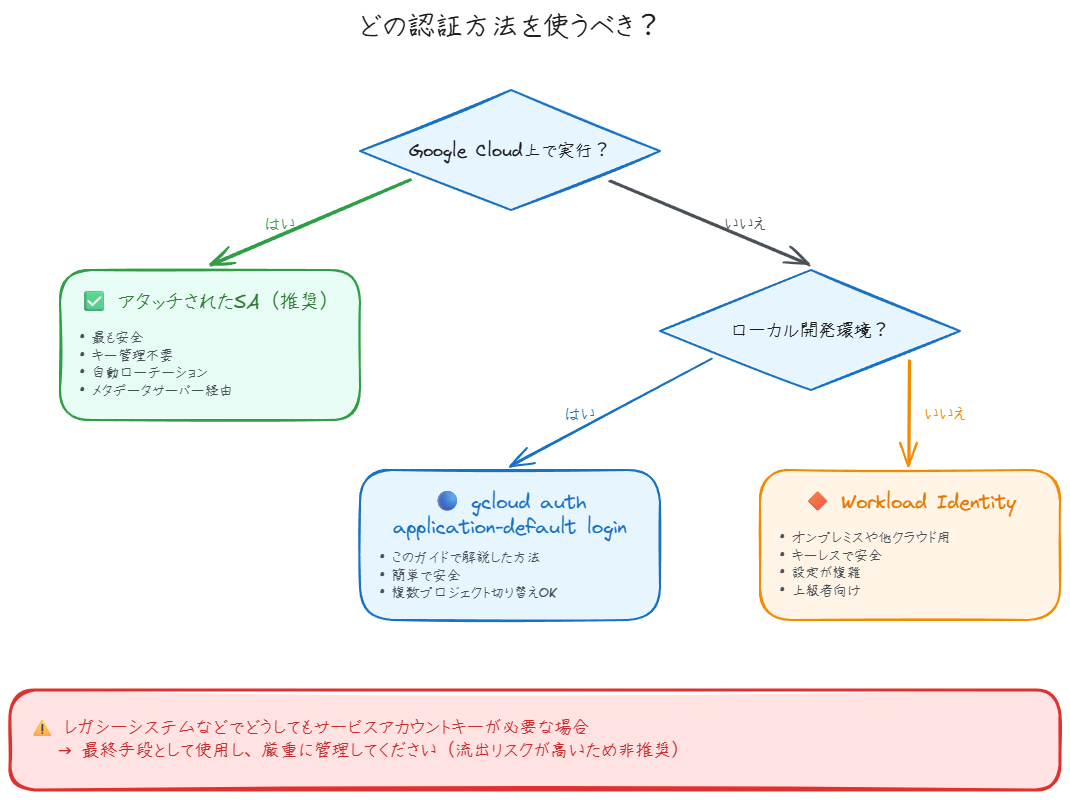 どの認証方法を使うべき？
Google Cloud上で実行？
はい
いいえ
✅ アタッチされたSA（推奨）
• 最も安全
• キー管理不要
• 自動ローテーション
• メタデータサーバー経由
ローカル開発環境？
はい
いいえ
🔵 gcloud auth
application-default login
• このガイドで解説した方法
• 簡単で安全
• 複数プロジェクト切り替えOK
♦️ Workload Identity
• オンプレミスや他クラウド用
• キーレスで安全
• 設定が複雑
• 上級者向け
⚠️ レガシーシステムなどでどうしてもサービスアカウントキーが必要な場合
→ 最終手段として使用し、厳重に管理してください（流出リスクが高いため非推奨）